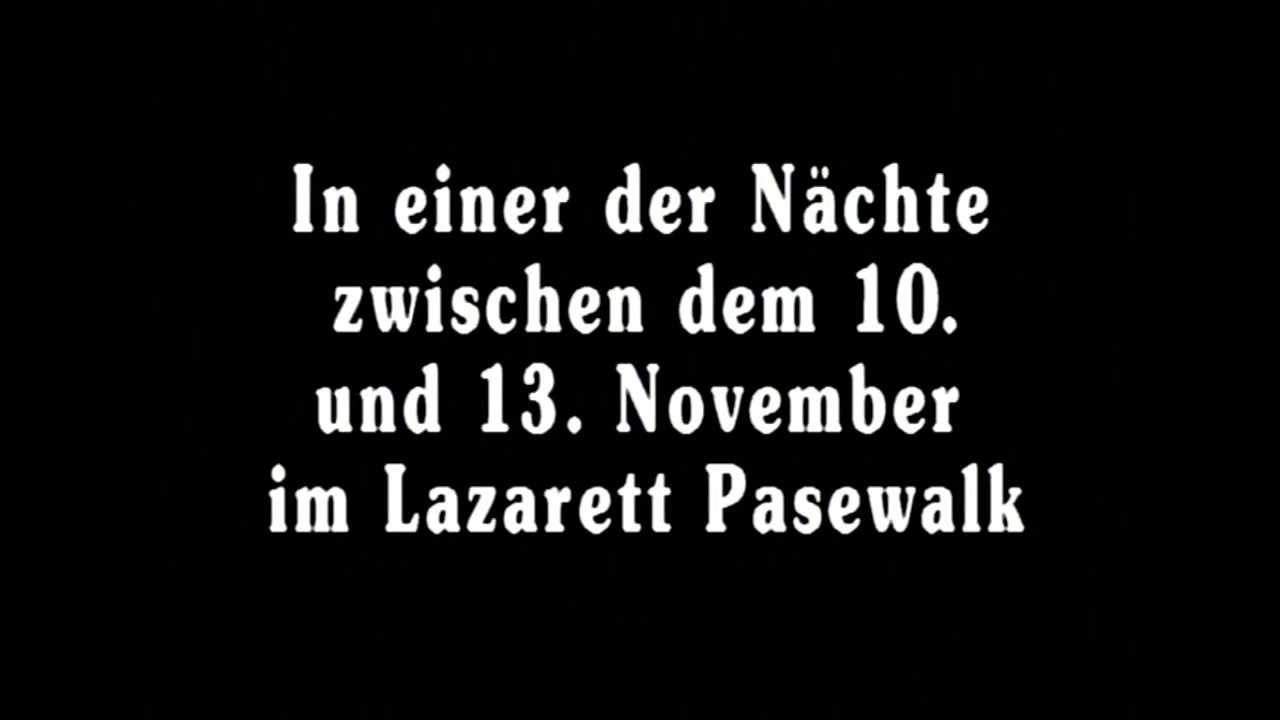 In einer der Nächte
zwischen dem 10.
und 13. November
im Lazarett Pasewalk